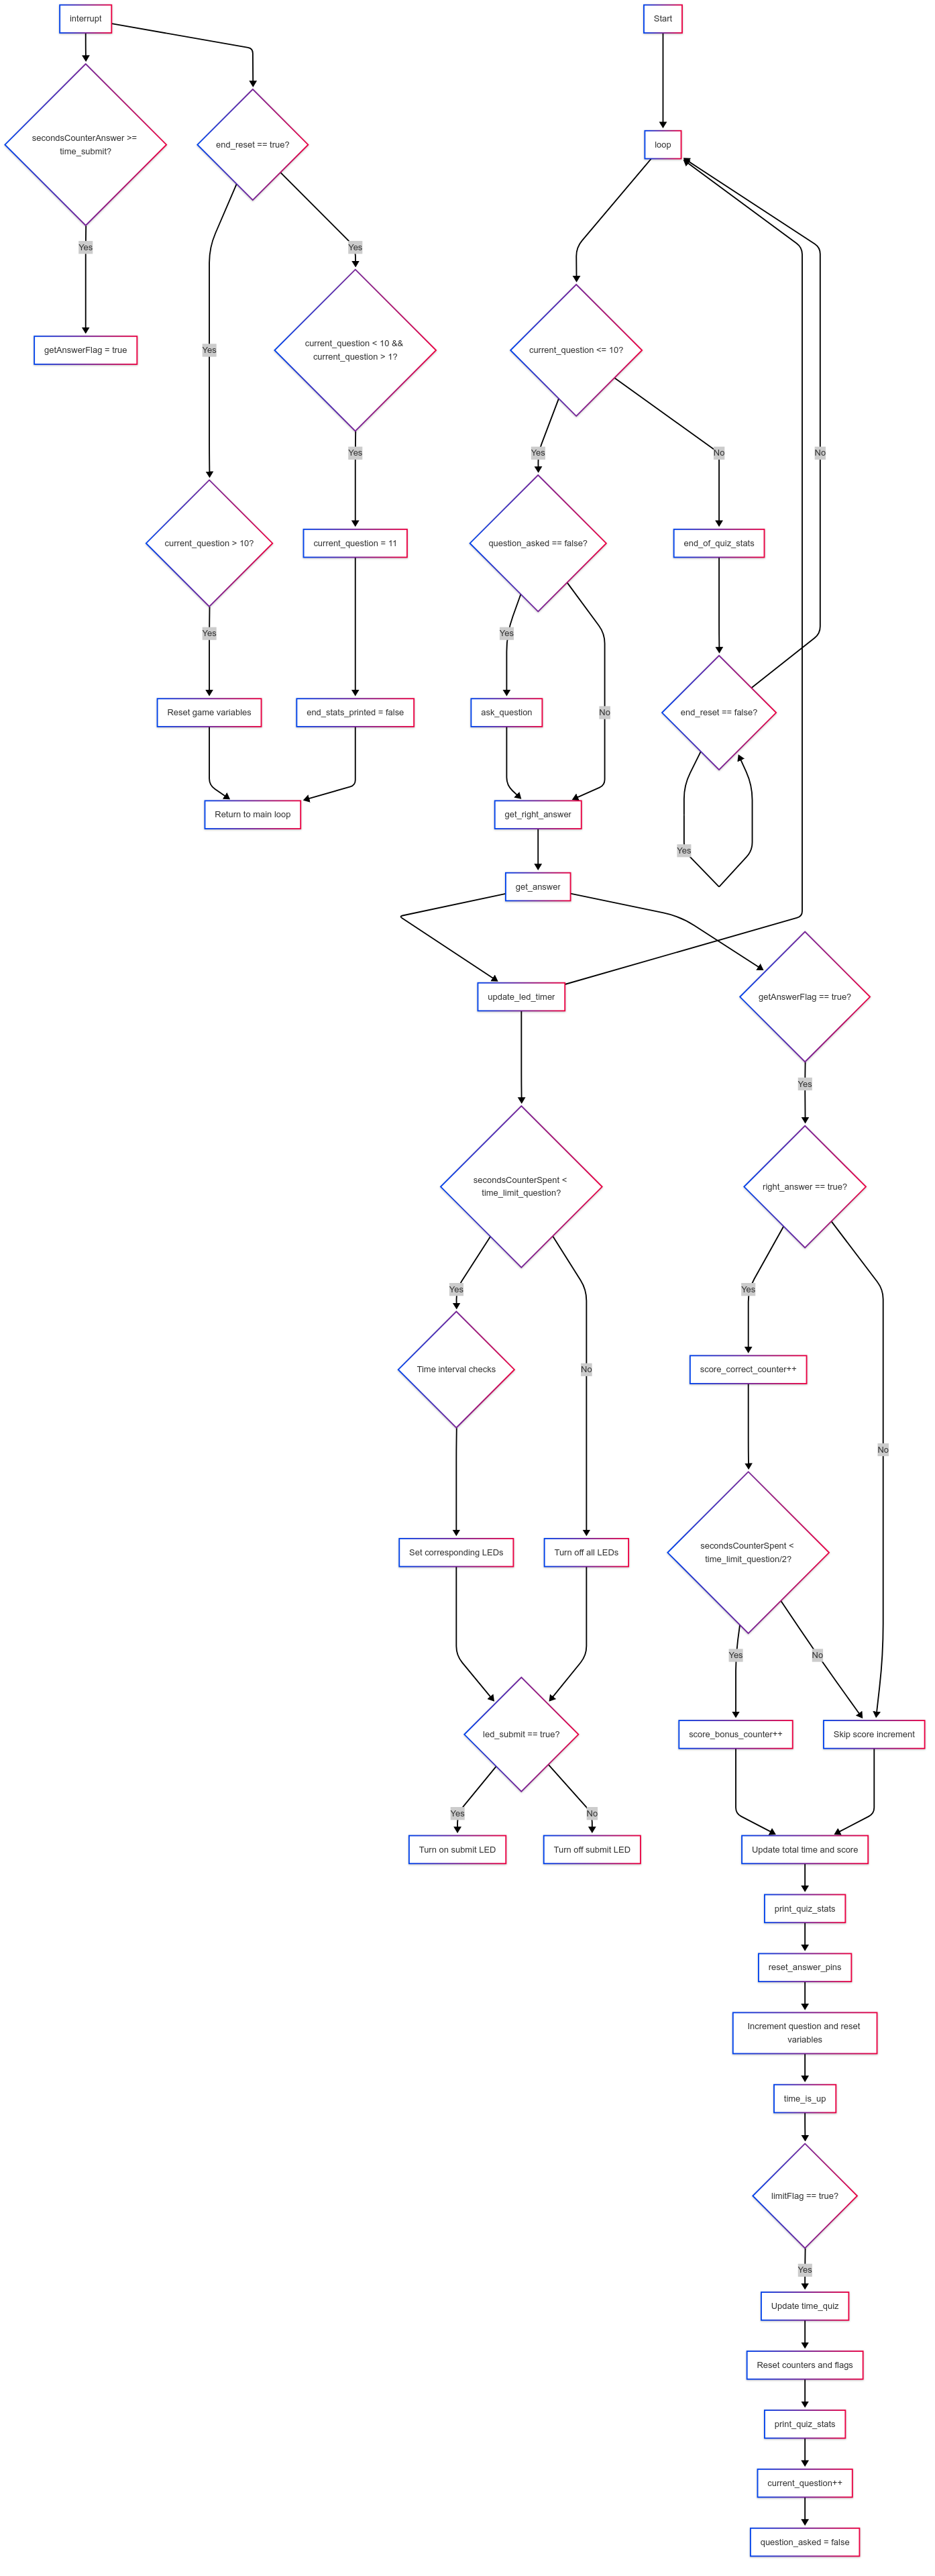 interrupt
Start
secondsCounterAnswer >=
time_submit?
end_reset == true?
loop
Yes
Yes
getAnswerFlag = true
Yes
current_question < 10 &&
current_question > 1?
current_question <= 10?
Yes
Yes
No
No
current_question > 10?
current_question = 11
question_asked == false?
end_of_quiz_stats
Yes
Yes
Reset game variables
end_stats_printed = false
ask_question
No
end_reset == false?
Return to main loop
get_right_answer
Yes
get_answer
update_led_timer
getAnswerFlag == true?
Yes
secondsCounterSpent <
time_limit_question?
right_answer == true?
Yes
Yes
Time interval checks
No
score_correct_counter++
No
Set corresponding LEDs
Turn off all LEDs
secondsCounterSpent <
time_limit_question/2?
Yes
No
led_submit == true?
score_bonus_counter++
Skip score increment
Yes
No
Turn on submit LED
Turn off submit LED
Update total time and score
print_quiz_stats
reset_answer_pins
Increment question and reset
variables
time_is_up
limitFlag == true?
Yes
Update time_quiz
Reset counters and flags
print_quiz_stats
current_question++
question_asked = false